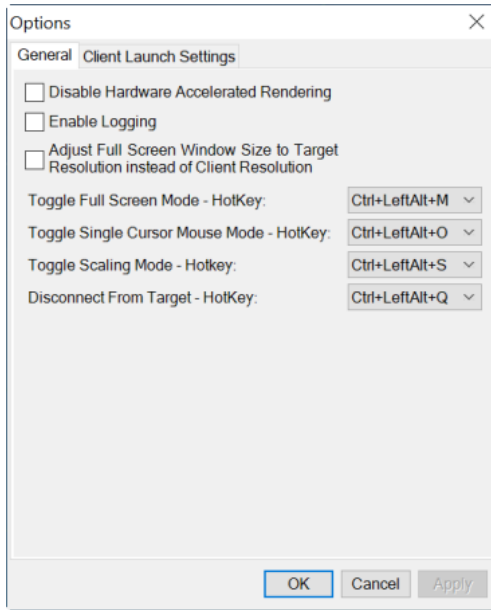 Options
General
Client Launch Settings
Disable Hardware Accelerated Rendering
Enable Logging
Adjust Full Screen Window Size to Target
Resolution instead of Client Resolution
Toggle Full Screen Mode - HotKey: Ctrl+LeftAlt+M
Toggle Single Cursor Mouse Mode - HotKey: Ctrl+LeftAlt+O
Toggle Scaling Mode - Hotkey: Ctrl+LeftAlt+S
Disconnect From Target - HotKey: Ctrl+LeftAlt+Q
OK Cancel Apply